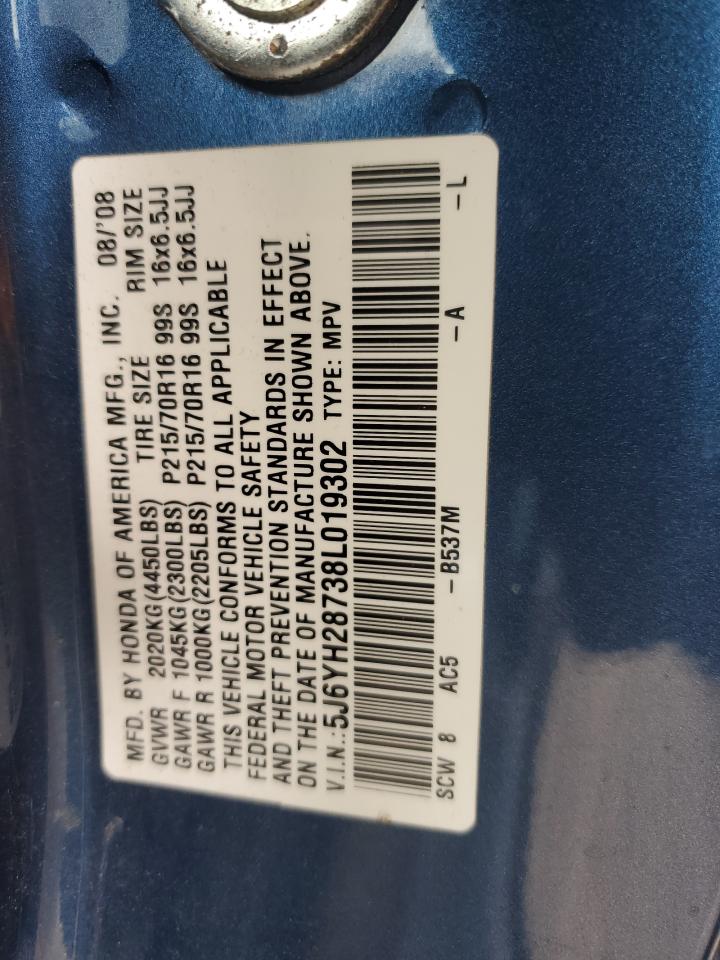 MFD. BY HONDA OF AMERICA MFG., INC. 08/'08
GVWR 2020KG(4450LBS) TIRE SIZE RIM SIZE
GAWR F 1045KG(2300LBS) P215/70R16 99S 16x6.5JJ
GAWR R 1000KG(2205LBS) P215/70R16 99S 16x6.5JJ
THIS VEHICLE CONFORMS TO ALL APPLICABLE
FEDERAL MOTOR VEHICLE SAFETY
AND THEFT PREVENTION STANDARDS IN EFFECT
ON THE DATE OF MANUFACTURE SHOWN ABOVE.
V.I.N.:5J6YH28738L019302 TYPE: MPV
SCW 8 AC5 -B537M -A -L